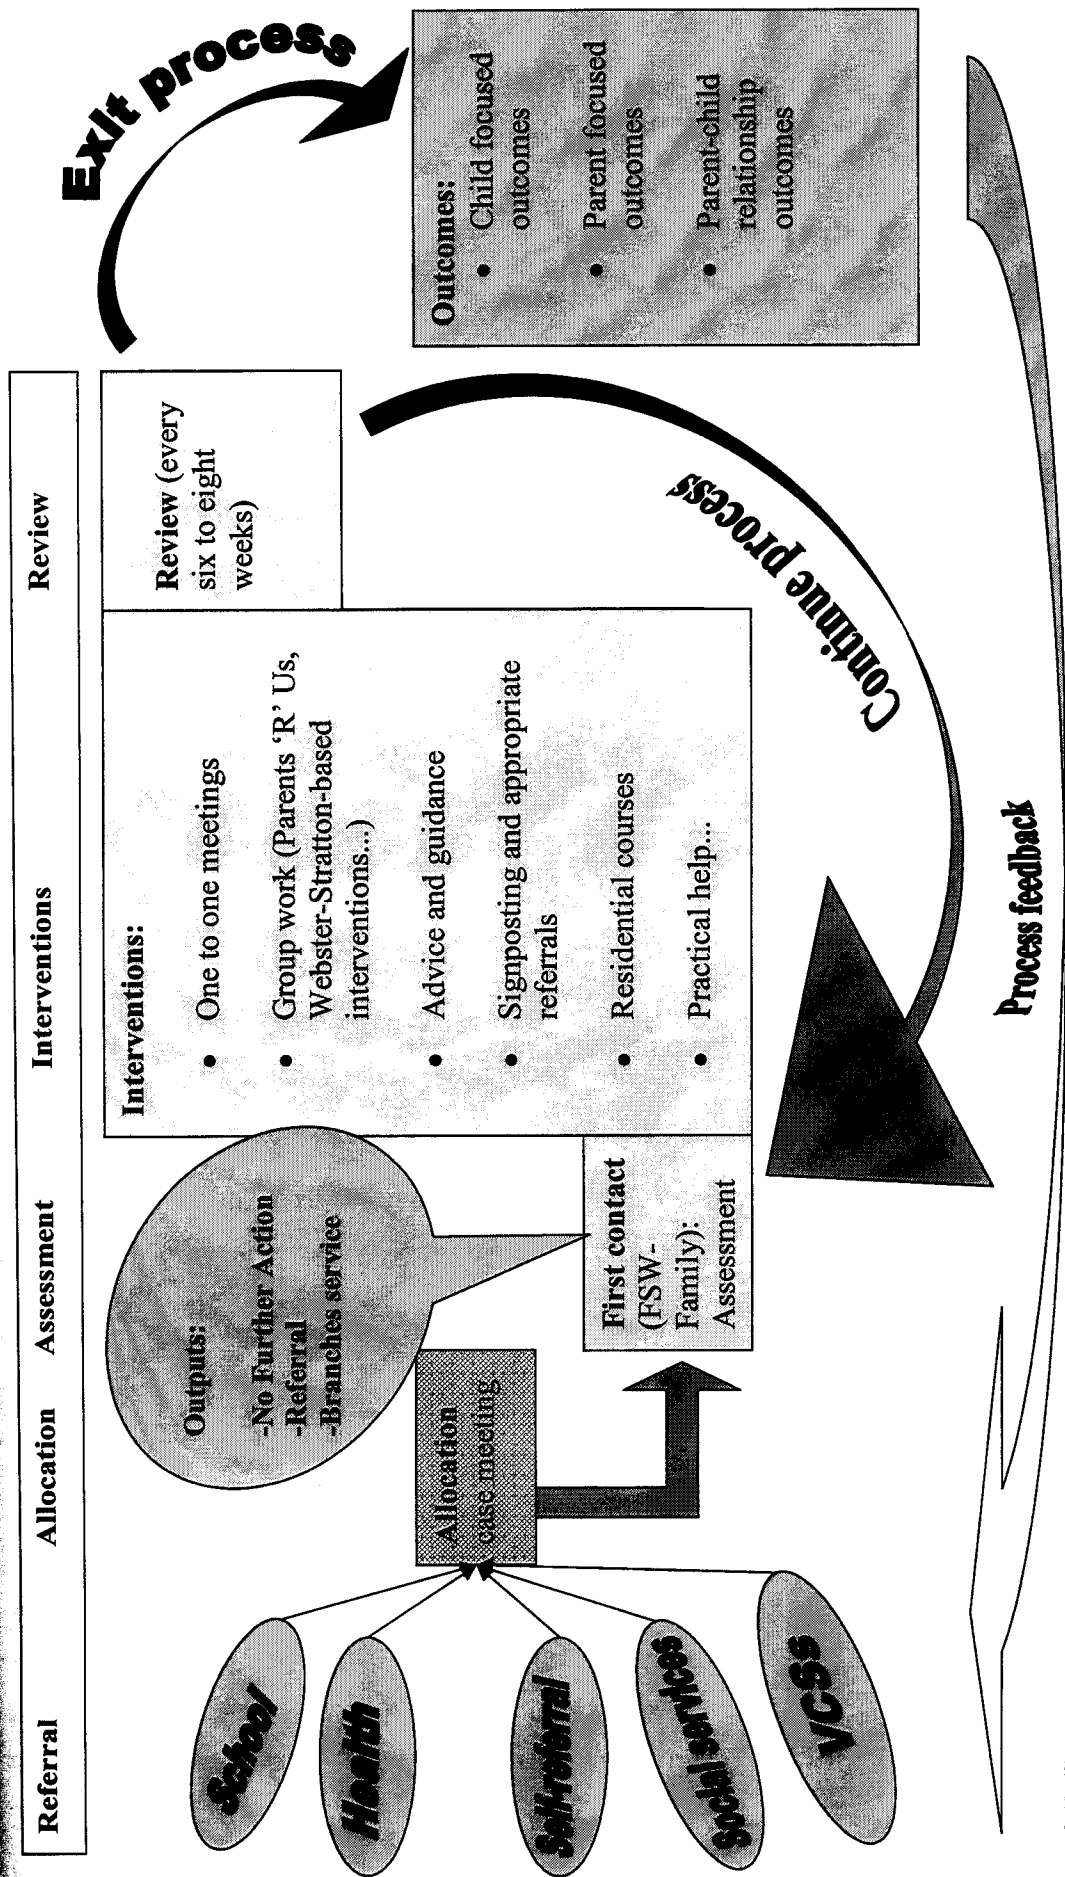 Referral
Allocation
Assessment
Interventions
Review
School
Health
Self-referral
Social services
VCSs
Allocation
case meeting
Outputs:
-No Further Action
-Referral
-Branches service
First contact
(FSW-
Family):
Assessment
Interventions:
• One to one meetings
• Group work (Parents ‘R’ Us,
Webster-Stratton-based
interventions...)
• Advice and guidance
• Signposting and appropriate
referrals
• Residential courses
• Practical help...
Review (every
six to eight
weeks)
Exit process
Continue process
Outcomes:
• Child focused
outcomes
• Parent focused
outcomes
• Parent-child
relationship
outcomes
Process feedback